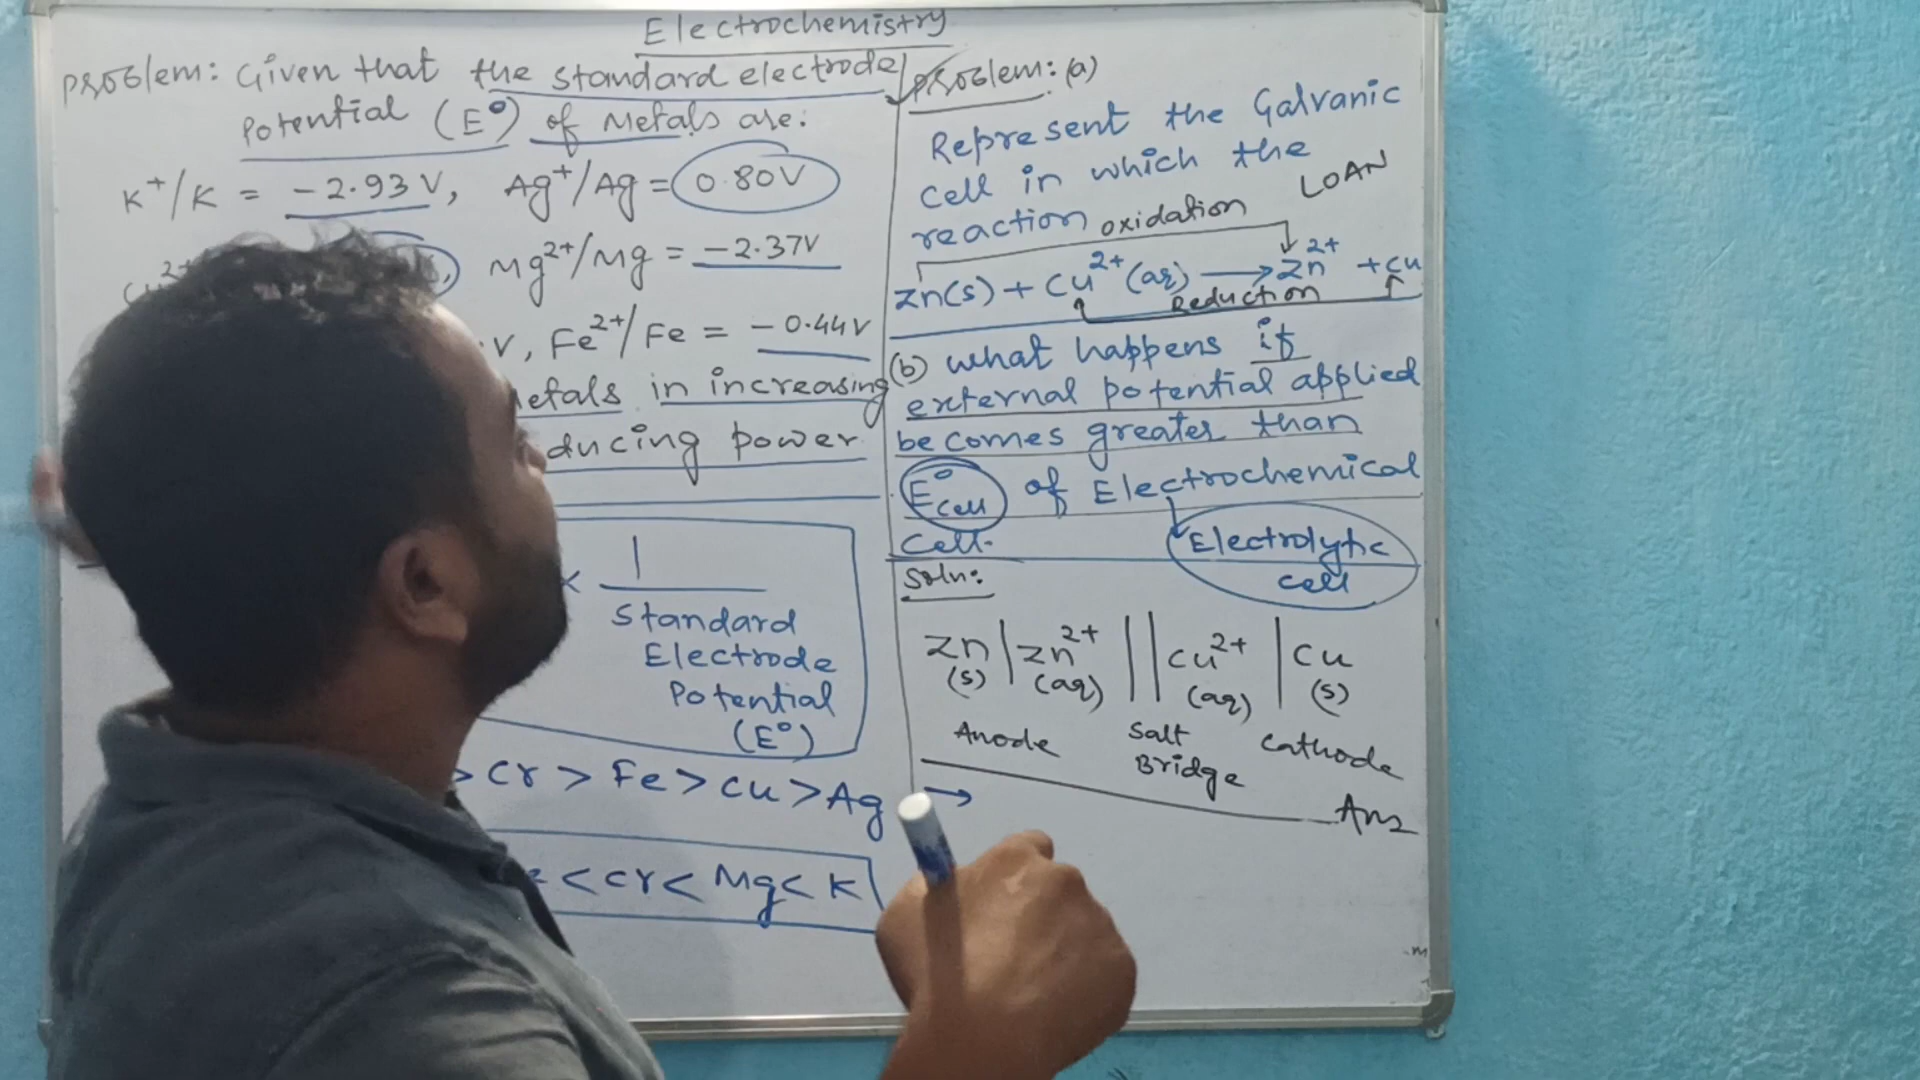 Electrochemistry
Problem: Given that the standard electrode
Potential (E°) of Metals are:
K⁺/K = -2.93V, Ag⁺/Ag = 0.80V
Mg²⁺/Mg = -2.37V
V, Fe²⁺/Fe = -0.44V
etals in increasing
ducing power
1
Standard
Electrode
Potential
(E°)
> Cr > Fe > Cu > Ag
< Cr < Mg < K
Problem: (a)
Represent the Galvanic
cell in which the
LOAN
reaction oxidation
Zn(s) + Cu²⁺(aq) → Zn²⁺ + Cu
Reduction
(b) what happens if
external potential applied
becomes greater than
E°cell of Electrochemical
cell.
Electrolytic
cell
Soln:
Zn | Zn²⁺ || Cu²⁺ | Cu
(s) (aq) (aq) (s)
Anode Salt Cathode
Bridge
Ans
→